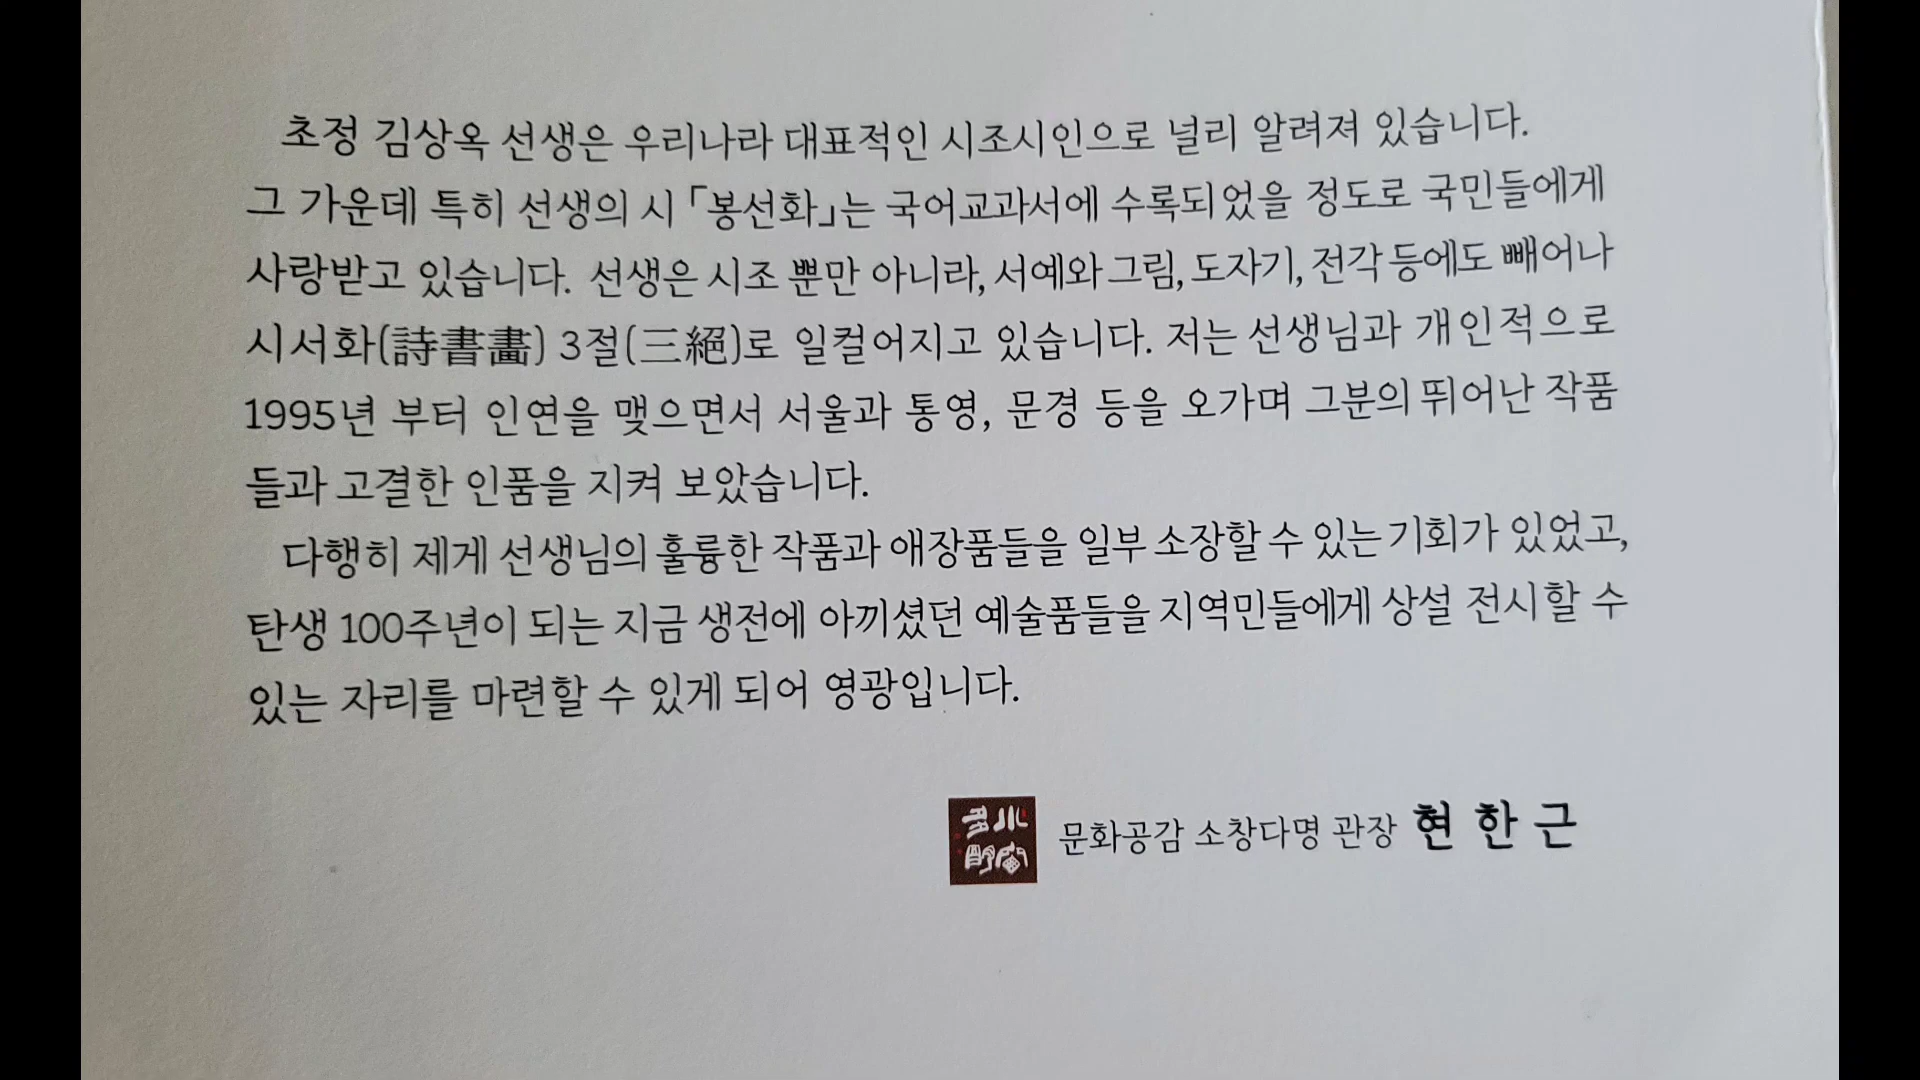 초정 김상옥 선생은 우리나라 대표적인 시조시인으로 널리 알려져 있습니다.
그 가운데 특히 선생의 시 「봉선화」는 국어교과서에 수록되었을 정도로 국민들에게
사랑받고 있습니다. 선생은 시조 뿐만 아니라, 서예와 그림, 도자기, 전각 등에도 빼어나
시서화(詩書畵) 3절(三絕)로 일컬어지고 있습니다. 저는 선생님과 개인적으로
1995년 부터 인연을 맺으면서 서울과 통영, 문경 등을 오가며 그분의 뛰어난 작품
들과 고결한 인품을 지켜 보았습니다.
다행히 제게 선생님의 훌륭한 작품과 애장품들을 일부 소장할 수 있는 기회가 있었고,
탄생 100주년이 되는 지금 생전에 아끼셨던 예술품들을 지역민들에게 상설 전시할 수
있는 자리를 마련할 수 있게 되어 영광입니다.
문화공감 소창다명 관장 현 한 근